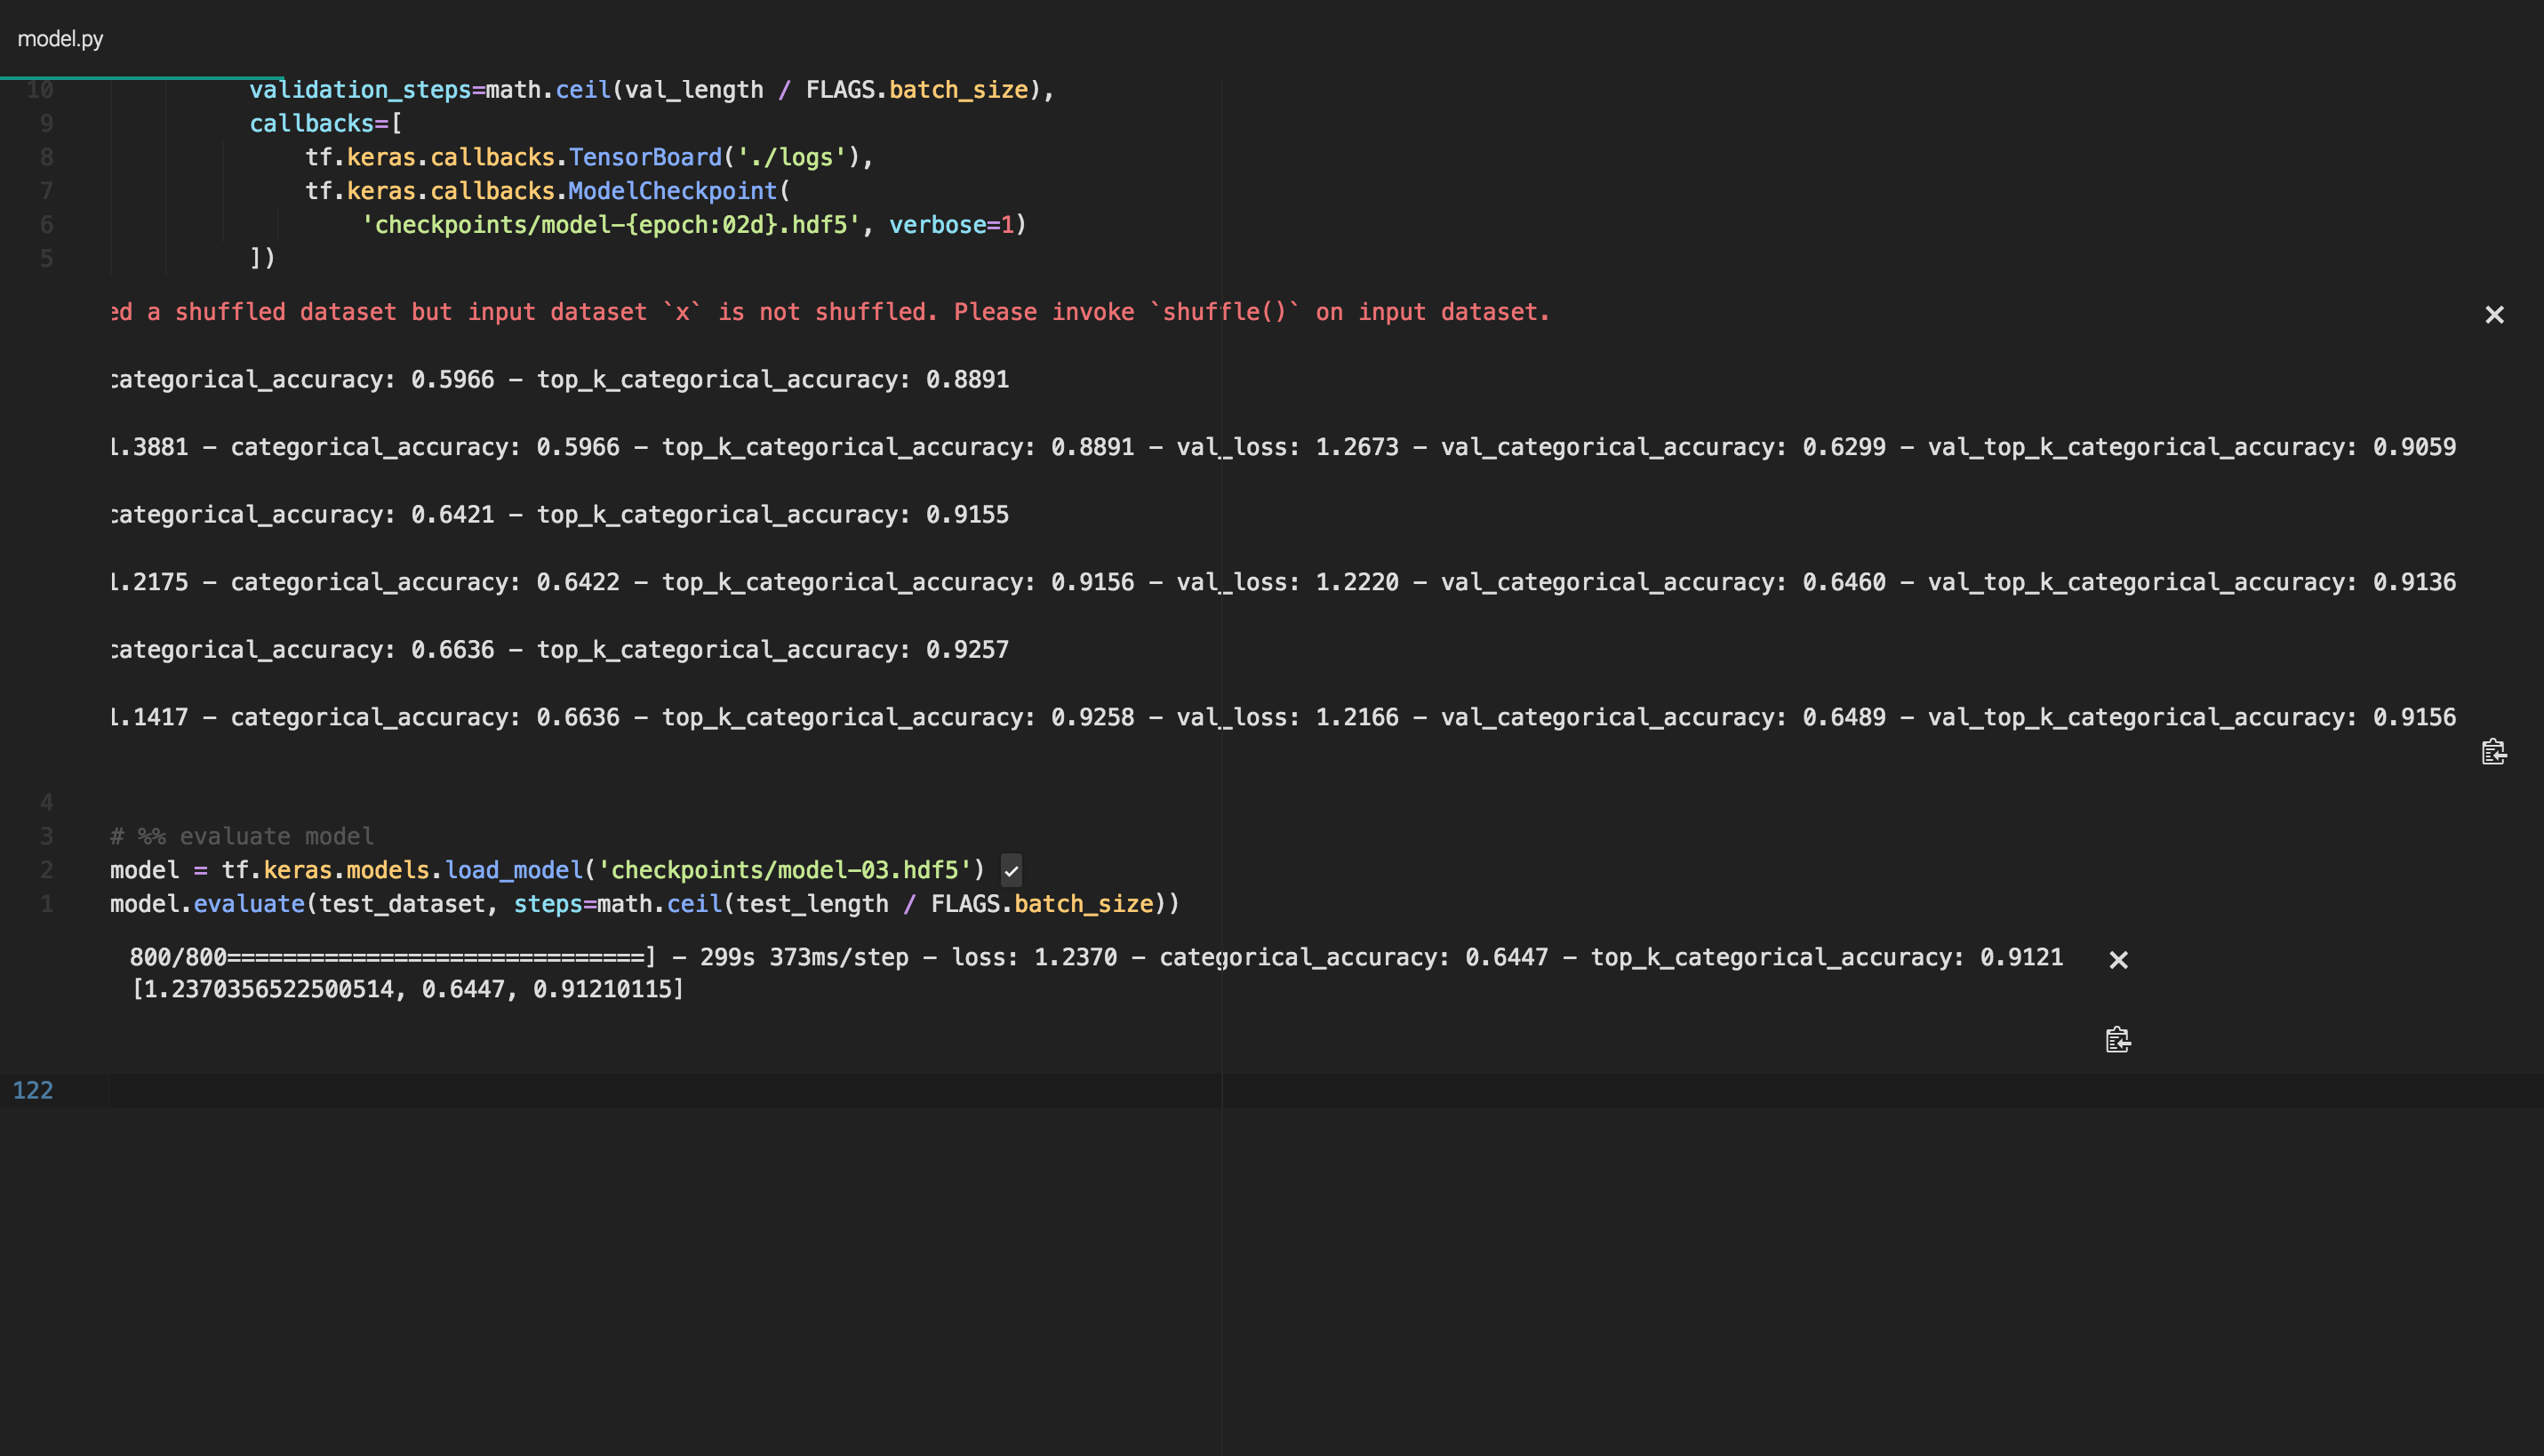 model.py
10 validation_steps=math.ceil(val_length / FLAGS.batch_size),
9 callbacks=[
8 tf.keras.callbacks.TensorBoard('./logs'),
7 tf.keras.callbacks.ModelCheckpoint(
6 'checkpoints/model-{epoch:02d}.hdf5', verbose=1)
5 ])
ed a shuffled dataset but input dataset `x` is not shuffled. Please invoke `shuffle()` on input dataset.
categorical_accuracy: 0.5966 - top_k_categorical_accuracy: 0.8891
1.3881 - categorical_accuracy: 0.5966 - top_k_categorical_accuracy: 0.8891 - val_loss: 1.2673 - val_categorical_accuracy: 0.6299 - val_top_k_categorical_accuracy: 0.9059
categorical_accuracy: 0.6421 - top_k_categorical_accuracy: 0.9155
1.2175 - categorical_accuracy: 0.6422 - top_k_categorical_accuracy: 0.9156 - val_loss: 1.2220 - val_categorical_accuracy: 0.6460 - val_top_k_categorical_accuracy: 0.9136
categorical_accuracy: 0.6636 - top_k_categorical_accuracy: 0.9257
1.1417 - categorical_accuracy: 0.6636 - top_k_categorical_accuracy: 0.9258 - val_loss: 1.2166 - val_categorical_accuracy: 0.6489 - val_top_k_categorical_accuracy: 0.9156
4
3 # %% evaluate model
2 model = tf.keras.models.load_model('checkpoints/model-03.hdf5')
1 model.evaluate(test_dataset, steps=math.ceil(test_length / FLAGS.batch_size))
800/800==============================] - 299s 373ms/step - loss: 1.2370 - categorical_accuracy: 0.6447 - top_k_categorical_accuracy: 0.9121
[1.2370356522500514, 0.6447, 0.91210115]
122